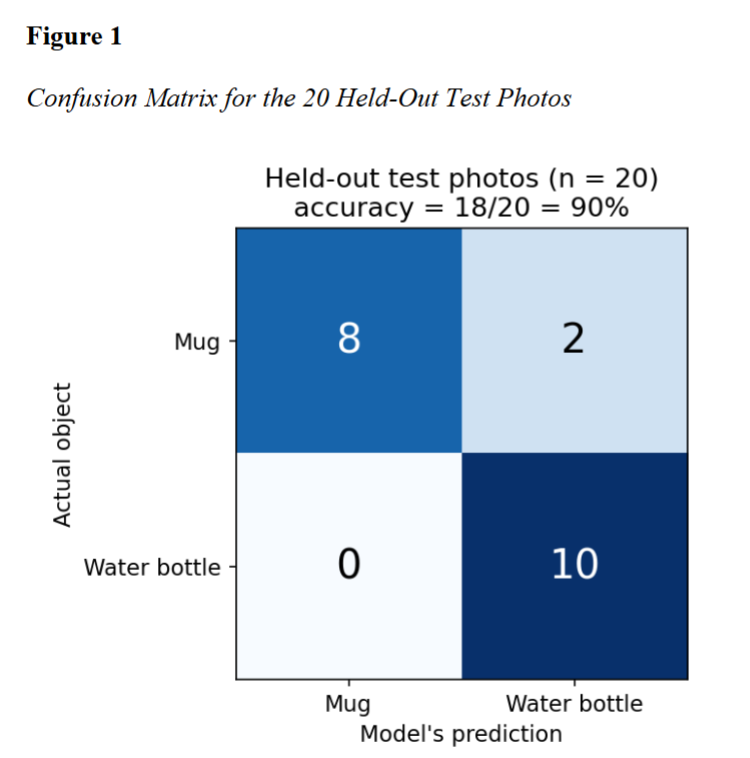 Figure 1
Confusion Matrix for the 20 Held-Out Test Photos
Held-out test photos (n = 20)
accuracy = 18/20 = 90%
Mug
8
2
Actual object
Water bottle
0
10
Mug
Water bottle
Model's prediction